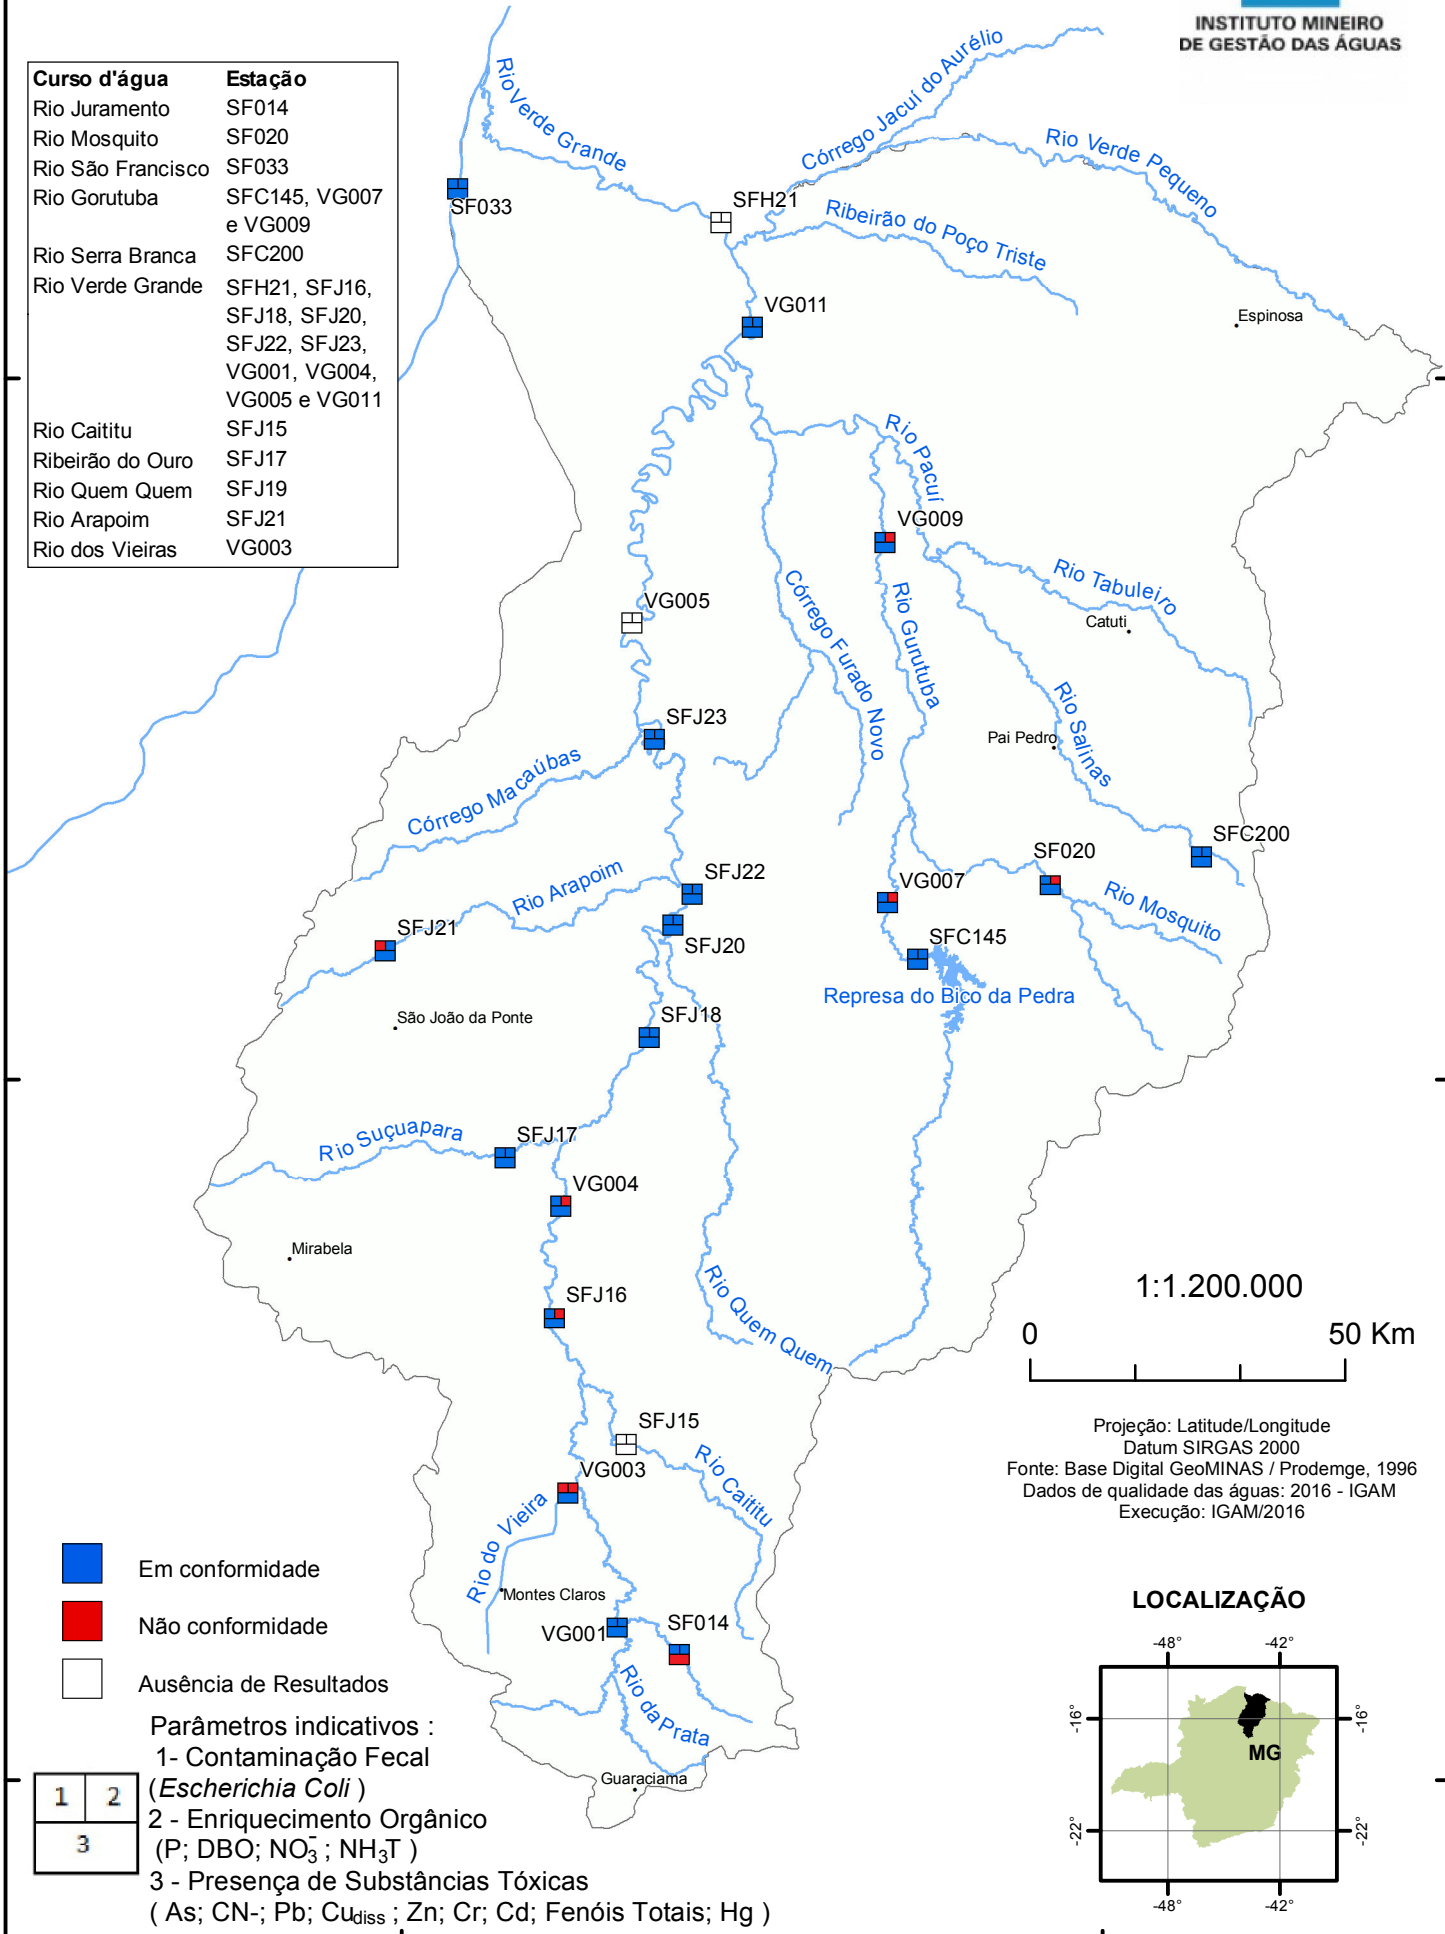 INSTITUTO MINEIRO
DE GESTÃO DAS ÁGUAS
Curso d'água Estação
Rio Juramento SF014
Rio Mosquito SF020
Rio São Francisco SF033
Rio Gorutuba SFC145, VG007
e VG009
Rio Serra Branca SFC200
Rio Verde Grande SFH21, SFJ16,
SFJ18, SFJ20,
SFJ22, SFJ23,
VG001, VG004,
VG005 e VG011
Rio Caititu SFJ15
Ribeirão do Ouro SFJ17
Rio Quem Quem SFJ19
Rio Arapoim SFJ21
Rio dos Vieiras VG003
Rio Verde Grande
Córrego Jacuí do Aurélio
Rio Verde Pequeno
SF033
SFH21
Ribeirão do Poço Triste
VG011
Espinosa
Rio Pacuí
VG009
Rio Tabuleiro
Catuti
VG005
Córrego Furado Novo
Rio Gurutuba
Rio Salinas
SFJ23
Pai Pedro
Córrego Macaúbas
SFC200
SF020
SFJ22
VG007
Rio Arapoim
Rio Mosquito
SFJ21
SFJ20
SFC145
Represa do Bico da Pedra
São João da Ponte
SFJ18
Rio Suçuapara
SFJ17
VG004
Mirabela
SFJ16
Rio Quem Quem
1:1.200.000
0 50 Km
SFJ15
Rio Caititu
VG003
Rio do Vieira
Projeção: Latitude/Longitude
Datum SIRGAS 2000
Fonte: Base Digital GeoMINAS / Prodemge, 1996
Dados de qualidade das águas: 2016 - IGAM
Execução: IGAM/2016
Montes Claros
VG001
SF014
Rio da Prata
Guaraciama
Em conformidade
Não conformidade
Ausência de Resultados
Parâmetros indicativos :
1- Contaminação Fecal
(Escherichia Coli )
2 - Enriquecimento Orgânico
(P; DBO; NO₃⁻ ; NH₃T )
3 - Presença de Substâncias Tóxicas
( As; CN-; Pb; Cudiss ; Zn; Cr; Cd; Fenóis Totais; Hg )
1 2
3
LOCALIZAÇÃO
-48° -42°
-16° -16°
MG
-22° -22°
-48° -42°